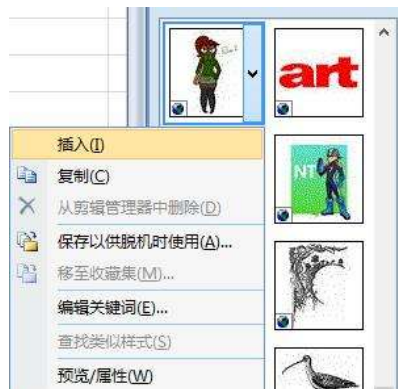 art
插入(I)
NT
复制(C)
从剪辑管理器中删除(D)
保存以供脱机时使用(A)...
移至收藏集(M)...
编辑关键词(E)...
查找类似样式(S)
预览/属性(W)